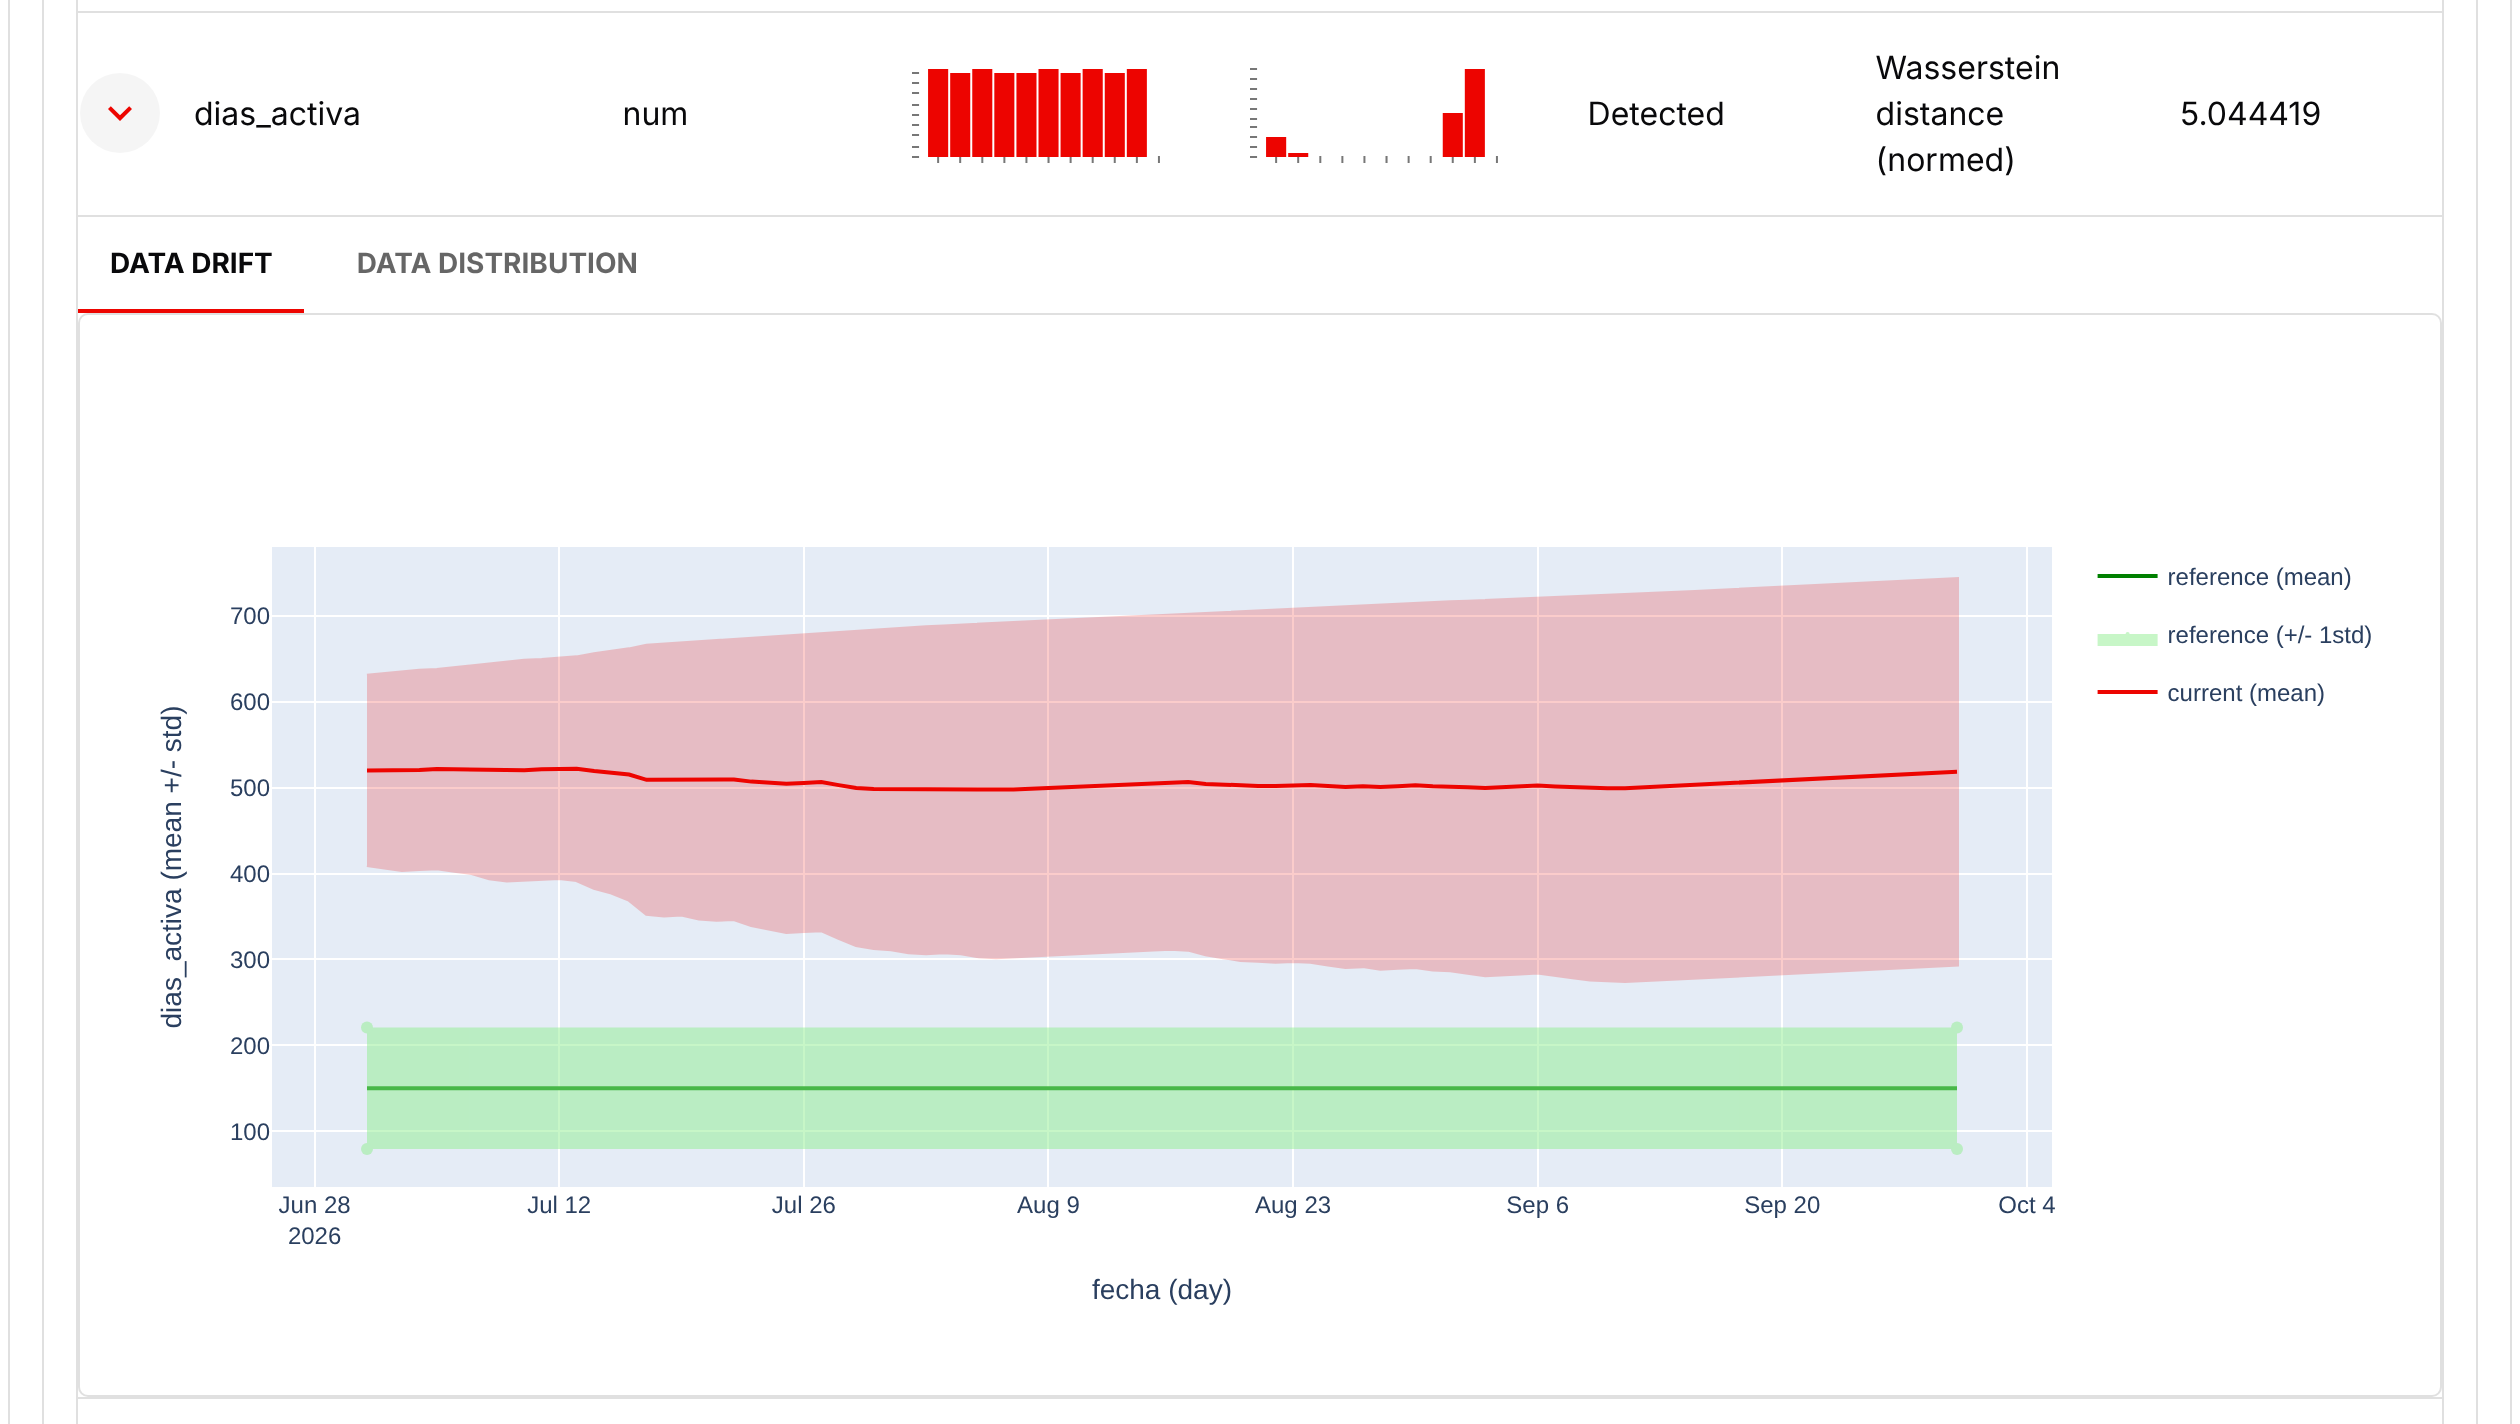 dias_activa
num
Detected
Wasserstein
distance
(normed)
5.044419
DATA DRIFT
DATA DISTRIBUTION
dias_activa (mean +/- std)
700
600
500
400
300
200
100
Jun 28
2026
Jul 12
Jul 26
Aug 9
Aug 23
Sep 6
Sep 20
Oct 4
fecha (day)
reference (mean)
reference (+/- 1std)
current (mean)